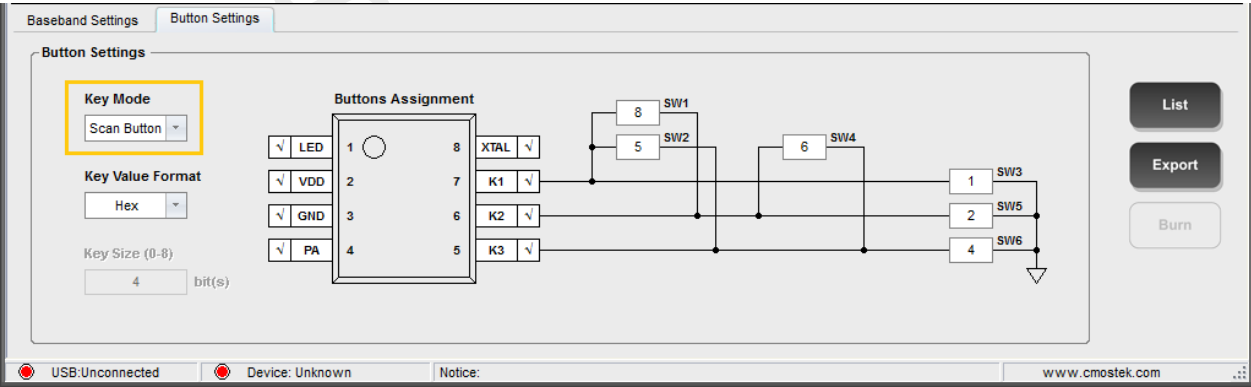 Baseband Settings Button Settings
Button Settings
Key Mode
Scan Button
Key Value Format
Hex
Key Size (0-8)
4 bit(s)
Buttons Assignment
√ LED 1 8 XTAL √
√ VDD 2 7 K1 √
√ GND 3 6 K2 √
√ PA 4 5 K3 √
8 SW1
5 SW2
6 SW4
1 SW3
2 SW5
4 SW6
List
Export
Burn
USB:Unconnected Device: Unknown Notice: www.cmostek.com